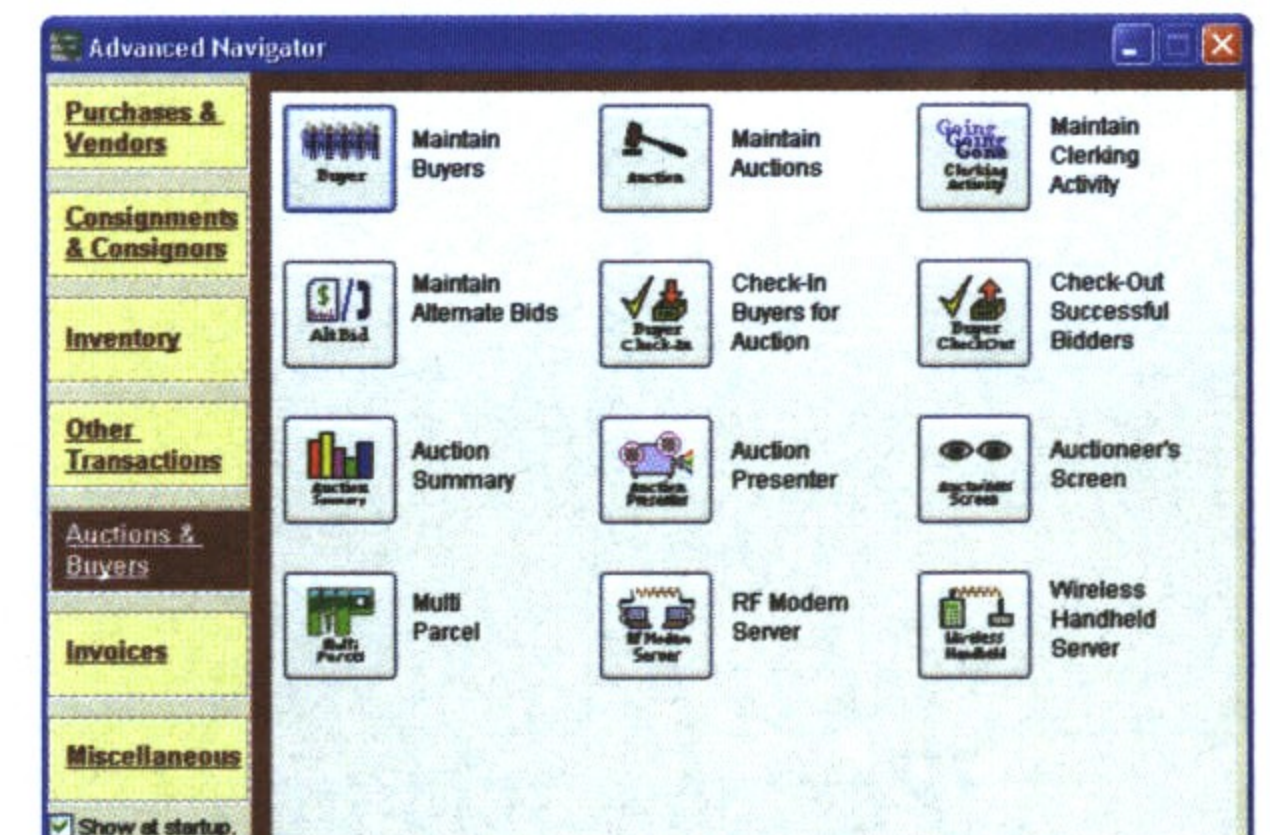 Advanced Navigator
Purchases &
Vendors
Consignments
& Consignors
Inventory
Other
Transactions
Auctions &
Buyers
Invoices
Miscellaneous
Show at startup.
Buyer
Maintain
Buyers
Auction
Maintain
Auctions
Going
Going
Gone
Clerking
Activity
Maintain
Clerking
Activity
Alt Bid
Maintain
Alternate Bids
Buyer
Check-In
Check-In
Buyers for
Auction
Buyer
CheckOut
Check-Out
Successful
Bidders
Auction
Summary
Auction
Summary
Auction
Presenter
Auction
Presenter
Auctioneer
Screen
Auctioneer's
Screen
Multi
Parcel
Multi
Parcel
RF Modem
Server
RF Modem
Server
Wireless
Handheld
Wireless
Handheld
Server